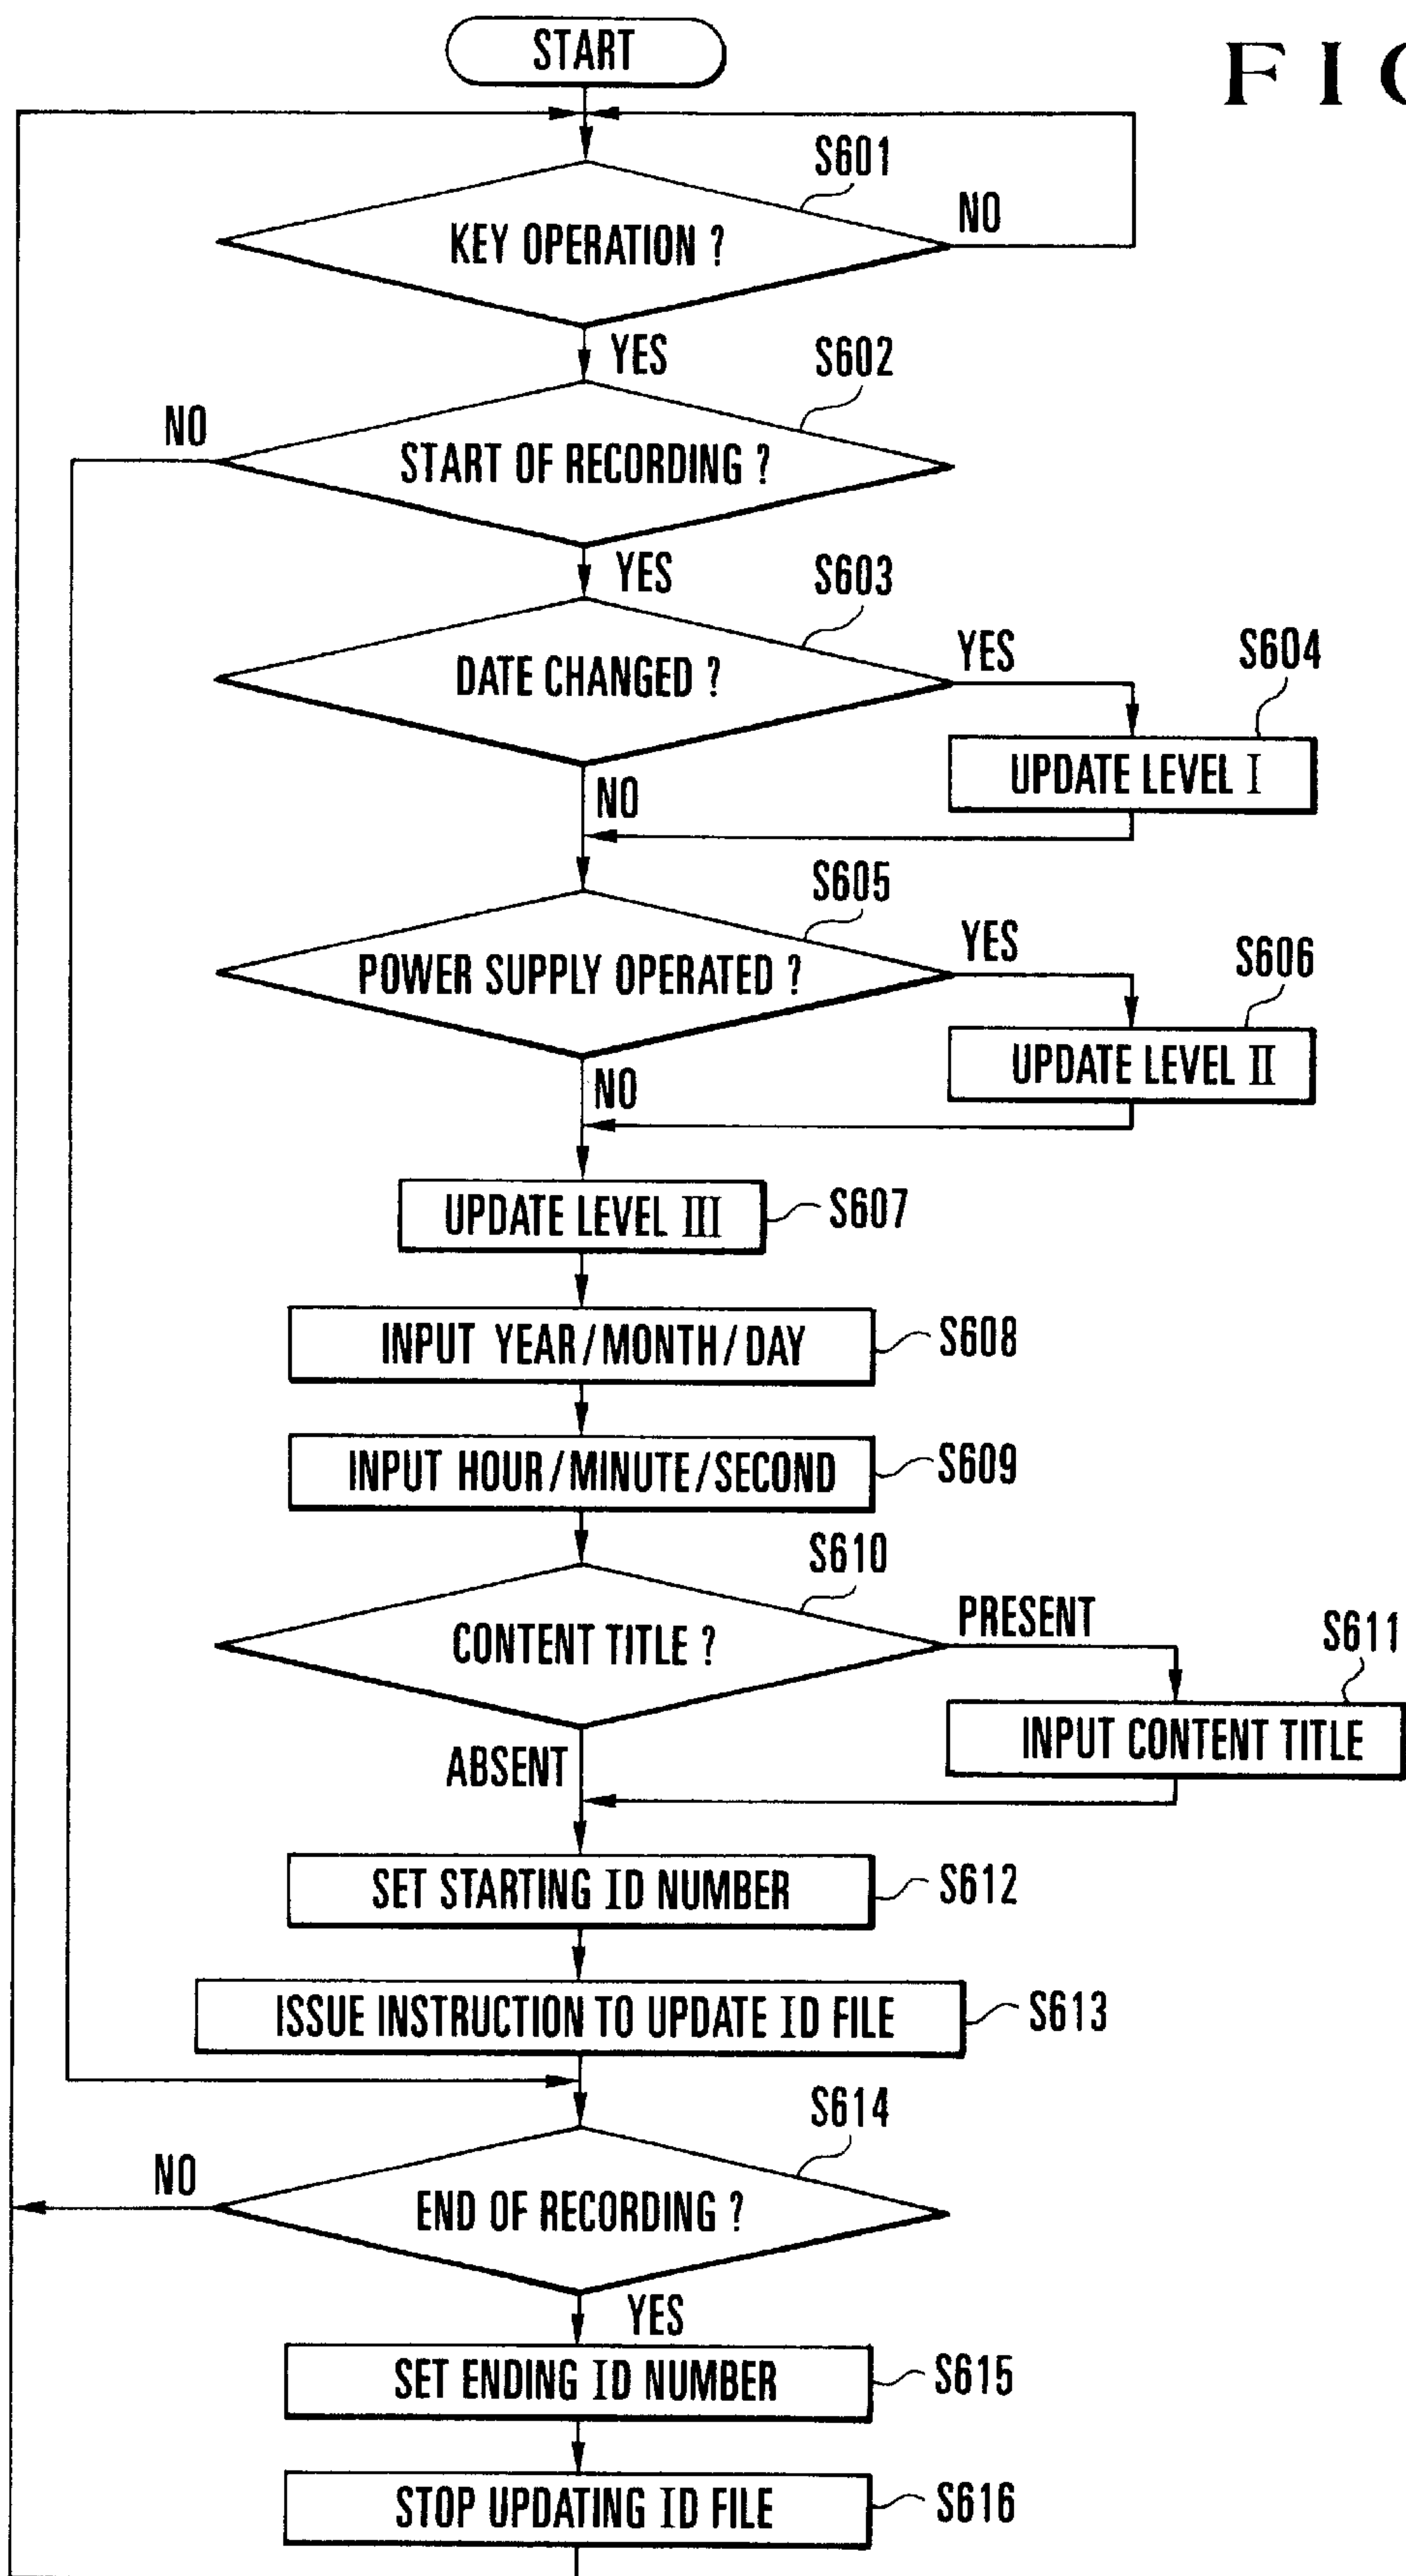 START
FIG
S601
KEY OPERATION ?
NO
YES
S602
NO
START OF RECORDING ?
YES
S603
DATE CHANGED ?
YES
S604
UPDATE LEVEL I
NO
S605
POWER SUPPLY OPERATED ?
YES
S606
UPDATE LEVEL II
NO
UPDATE LEVEL III
S607
INPUT YEAR/MONTH/DAY
S608
INPUT HOUR/MINUTE/SECOND
S609
S610
CONTENT TITLE ?
PRESENT
S611
INPUT CONTENT TITLE
ABSENT
SET STARTING ID NUMBER
S612
ISSUE INSTRUCTION TO UPDATE ID FILE
S613
S614
NO
END OF RECORDING ?
YES
SET ENDING ID NUMBER
S615
STOP UPDATING ID FILE
S616